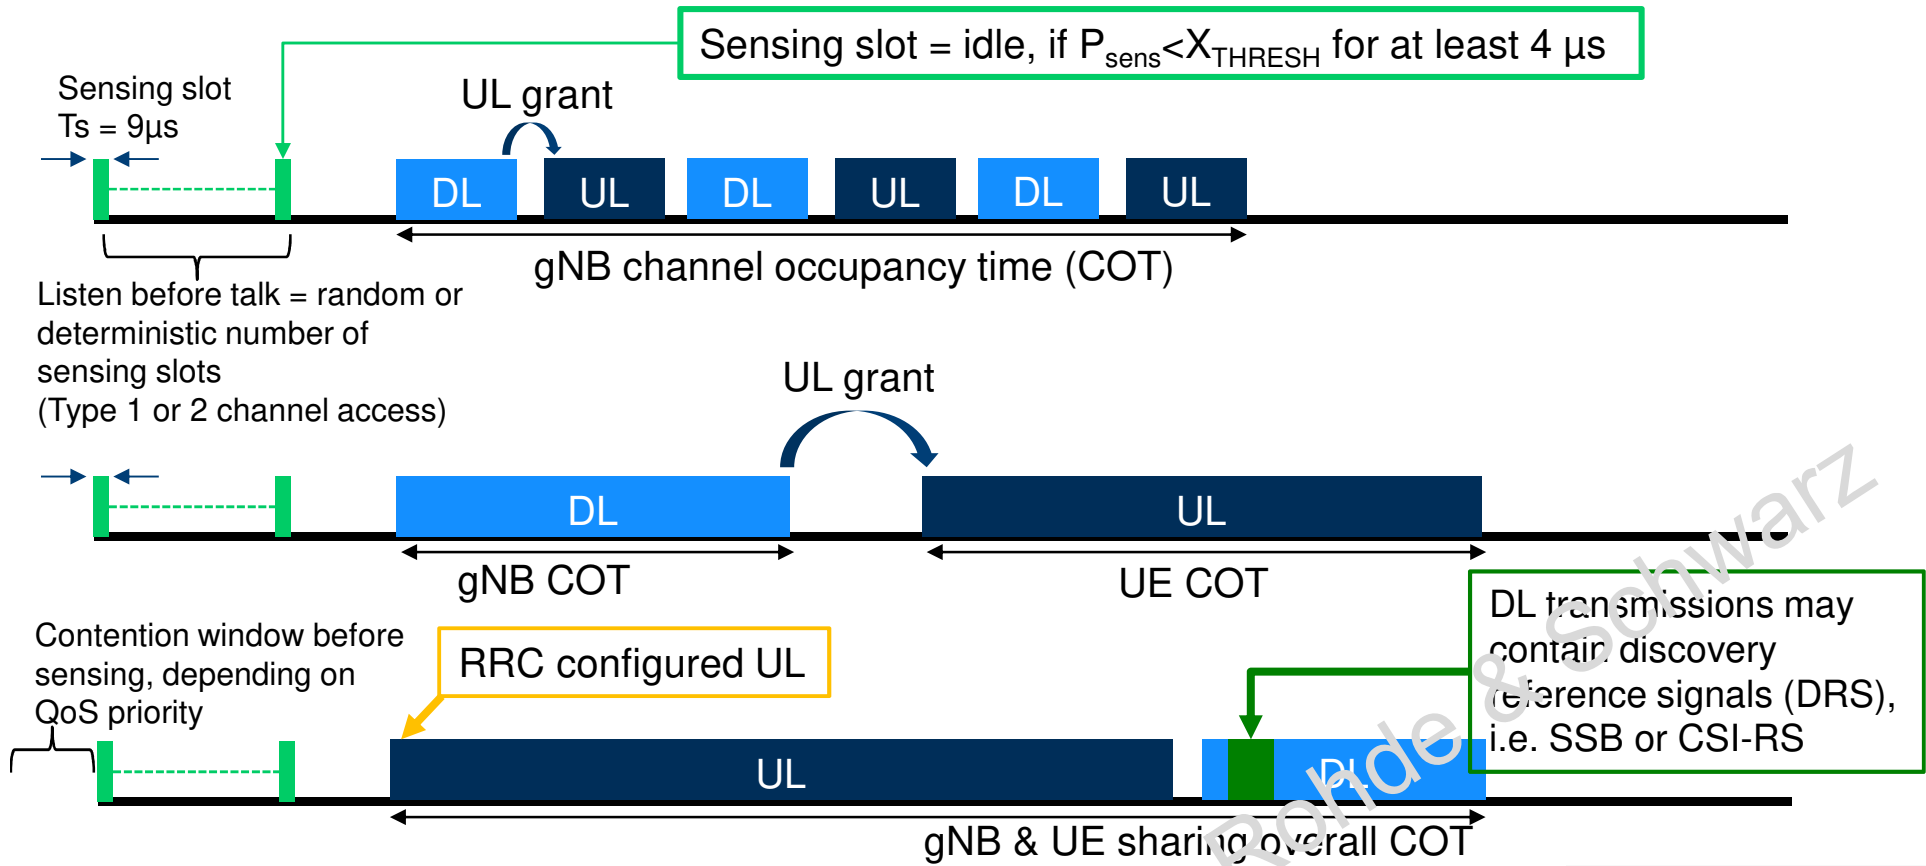 Sensing slot = idle, if Psens<XTHRESH for at least 4 µs
Sensing slot
Ts = 9µs
UL grant
DL
UL
DL
UL
DL
UL
gNB channel occupancy time (COT)
Listen before talk = random or
deterministic number of
sensing slots
(Type 1 or 2 channel access)
UL grant
DL
UL
gNB COT
UE COT
Contention window before
sensing, depending on
QoS priority
RRC configured UL
DL transmissions may
contain discovery
reference signals (DRS),
i.e. SSB or CSI-RS
UL
DL
gNB & UE sharing overall COT
Rohde & Schwarz